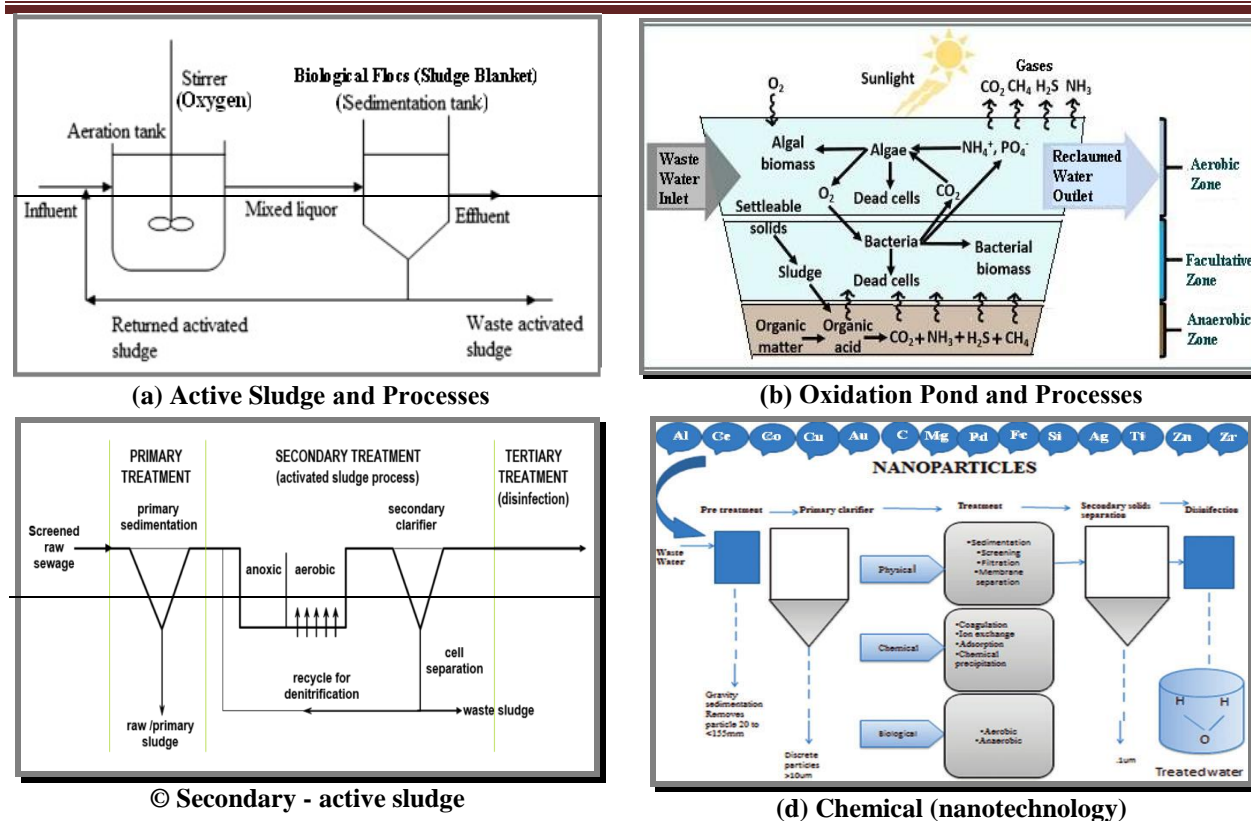 Stirrer
(Oxygen)
Aeration tank
Biological Flocs (Sludge Blanket)
(Sedimentation tank)
Influent
Mixed liquor
Effluent
Returned activated
sludge
Waste activated
sludge
(a) Active Sludge and Processes
O2
Sunlight
Gases
CO2 CH4 H2S NH3
Waste
Water
Inlet
Algal
biomass
Algae
NH4+, PO4-
Reclaumed
Water
Outlet
Aerobic
Zone
O2
Dead cells
CO2
Settleable
solids
Bacteria
Bacterial
biomass
Sludge
Dead cells
Facultative
Zone
Organic
matter
Organic
acid
CO2 + NH3 + H2S + CH4
Anaerobic
Zone
(b) Oxidation Pond and Processes
PRIMARY
TREATMENT
SECONDARY TREATMENT
(activated sludge process)
TERTIARY
TREATMENT
(disinfection)
primary
sedimentation
secondary
clarifier
Screened
raw
sewage
anoxic
aerobic
cell
separation
recycle for
denitrification
waste sludge
raw /primary
sludge
© Secondary - active sludge
Al Ce Co Cu Au C Mg Pd Fe Si Ag Ti Zn Zr
NANOPARTICLES
Pre treatment
Primary clarifier
Treatment
Secondary solids
separation
Disinifection
Waste
Water
Physical
•Sedimentation
•Screening
•Filtration
•Membrane
separation
Chemical
•Coagulation
•Ion exchange
•Adsorption
•Chemical
precipitation
Biological
•Aerobic
•Anaerobic
Gravity
sedimentation
Removes
particle 20 to
<155mm
Discrete
particles
>10um
.1um
H H
O
Treated water
(d) Chemical (nanotechnology)